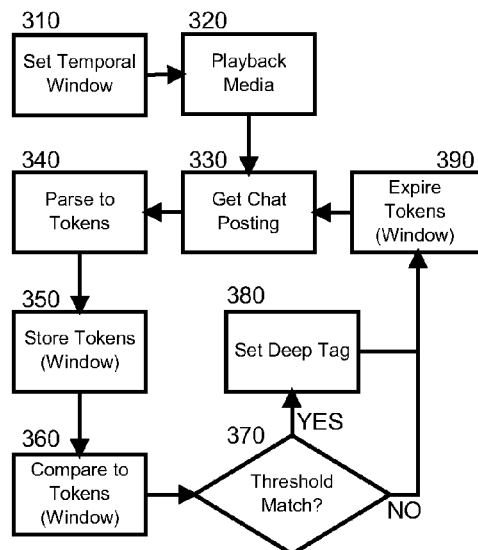 310
Set Temporal
Window
320
Playback
Media
330
Get Chat
Posting
340
Parse to
Tokens
350
Store Tokens
(Window)
360
Compare to
Tokens
(Window)
370
Threshold
Match?
YES
NO
380
Set Deep Tag
390
Expire
Tokens
(Window)